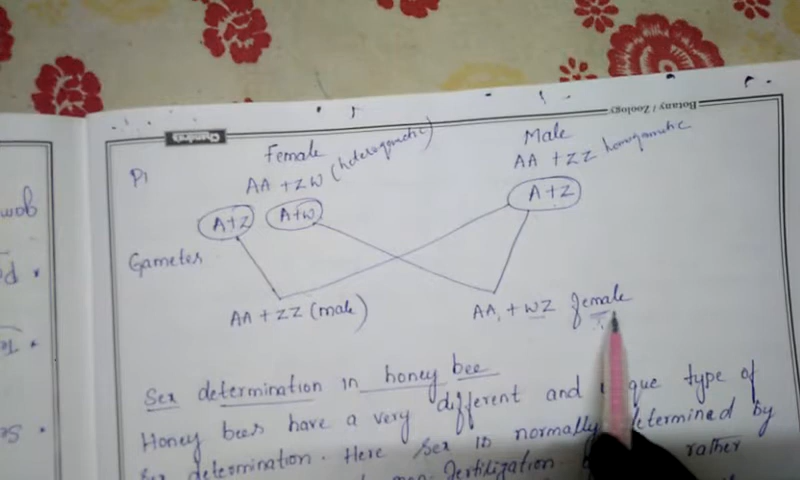 Botany / Zoology
P1
Female
AA + ZW (heterogametic)
Male
AA + ZZ homogametic
Gametes
A+Z
A+W
A+Z
AA + ZZ (male)
AA, + WZ female
Sex determination in honey bee
Honey bees have a very different and type of
Sex determination. Here sex is normally determined by
fertilization rather